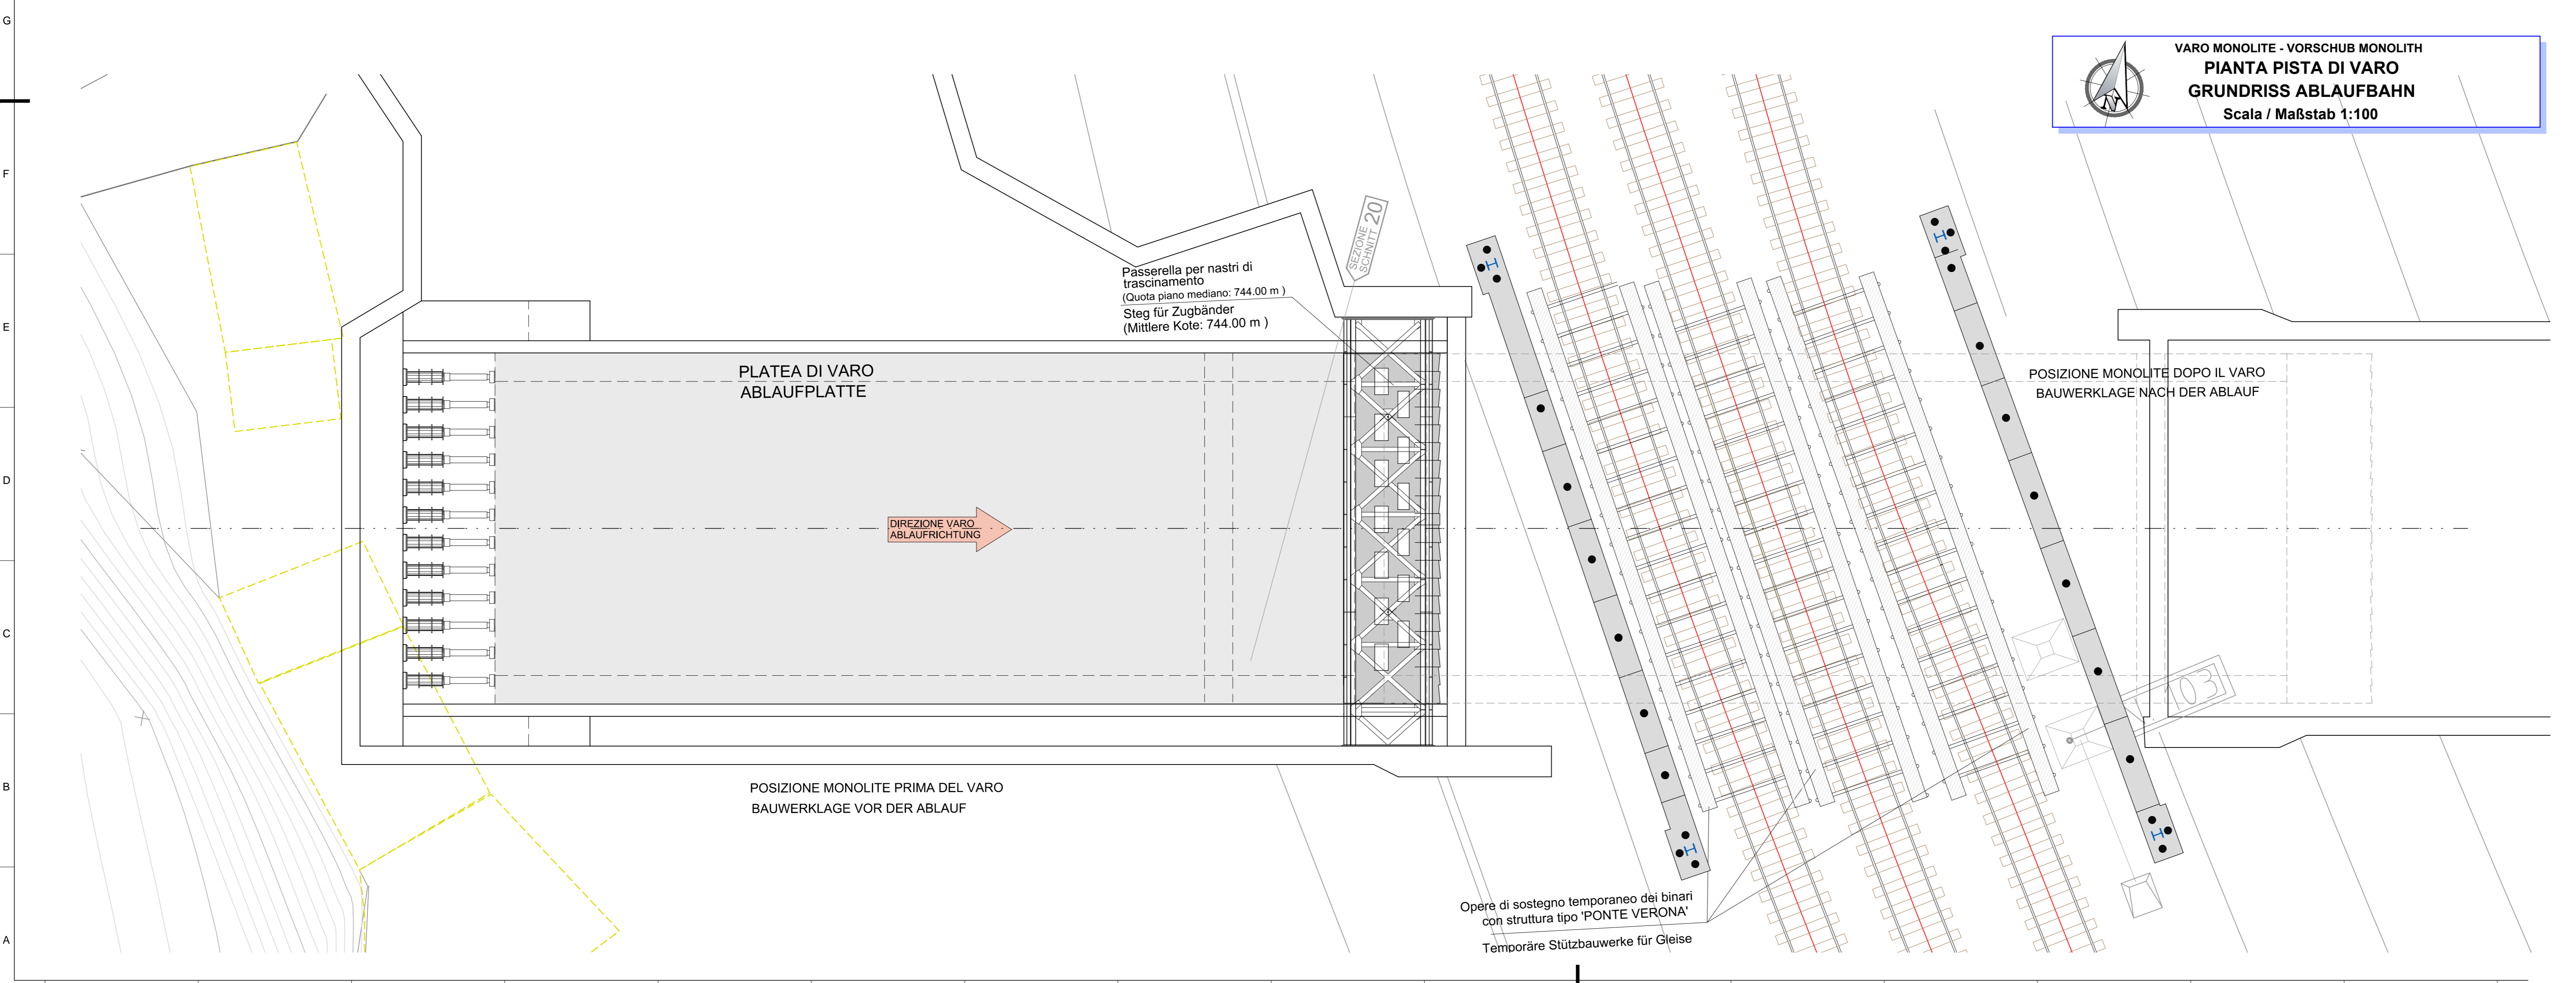 G
F
E
D
C
B
A
VARO MONOLITE - VORSCHUB MONOLITH
PIANTA PISTA DI VARO
GRUNDRISS ABLAUFBAHN
Scala / Maßstab 1:100
N
SEZIONE 20
SCHNITT
Passerella per nastri di
trascinamento
(Quota piano mediano: 744.00 m )
Steg für Zugbänder
(Mittlere Kote: 744.00 m )
PLATEA DI VARO
ABLAUFPLATTE
POSIZIONE MONOLITE DOPO IL VARO
BAUWERKLAGE NACH DER ABLAUF
DIREZIONE VARO
ABLAUFRICHTUNG
103
POSIZIONE MONOLITE PRIMA DEL VARO
BAUWERKLAGE VOR DER ABLAUF
Opere di sostegno temporaneo dei binari
con struttura tipo 'PONTE VERONA'
Temporäre Stützbauwerke für Gleise